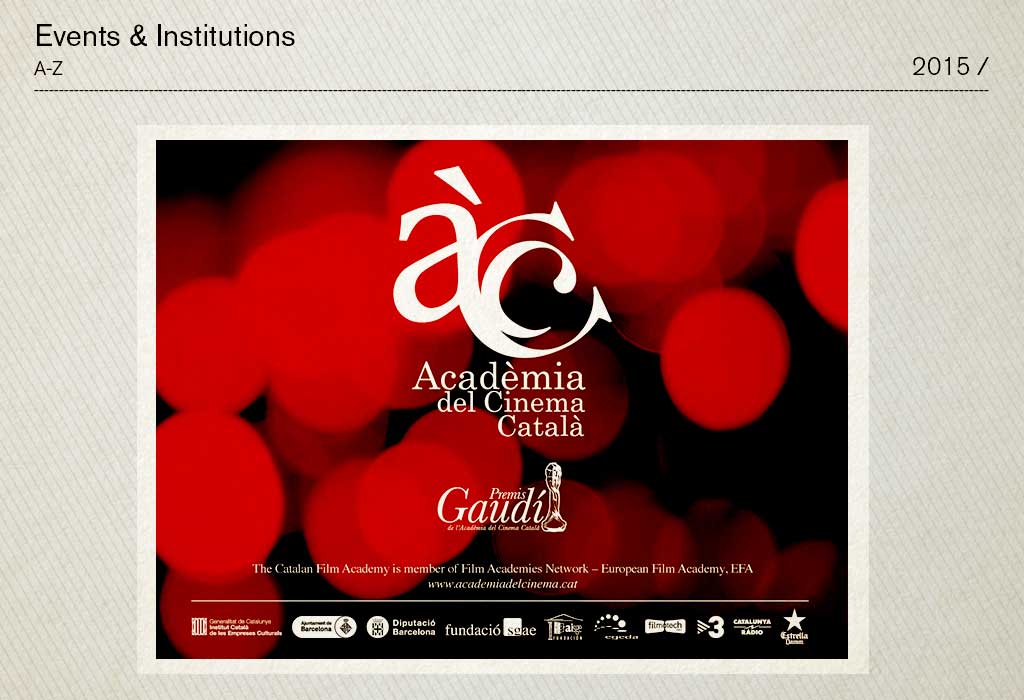 Events & Institutions
A-Z
2015 /
àc
Acadèmia
del Cinema
Català
Premis
Gaudí
de l'Acadèmia del Cinema Català
The Catalan Film Academy is member of Film Academies Network – European Film Academy, EFA
www.academiadelcinema.cat
Generalitat de Catalunya
Institut Català
de les Empreses Culturals
Ajuntament de
Barcelona
Diputació
Barcelona
fundació sgae
FUNDACIÓN
egeda
filmotech
3
CATALUNYA
RÀDIO
Estrella
Damm